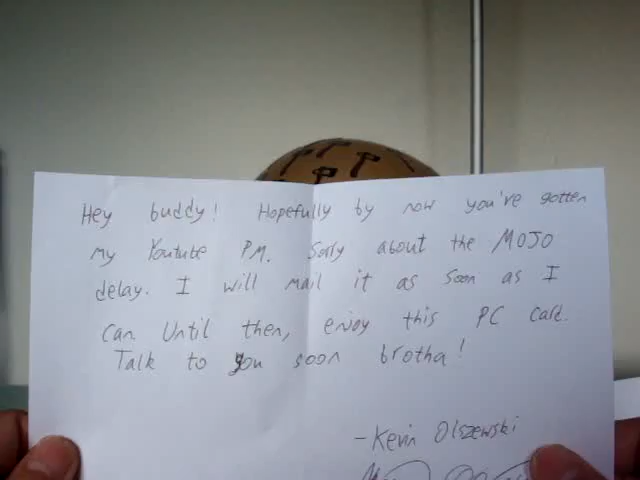 Hey buddy! Hopefully by now you've gotten
my Youtube PM. Sorry about the MOJO
delay. I will mail it as soon as I
can. Until then, enjoy this PC card.
Talk to you soon brotha!
-Kevin Olszewski